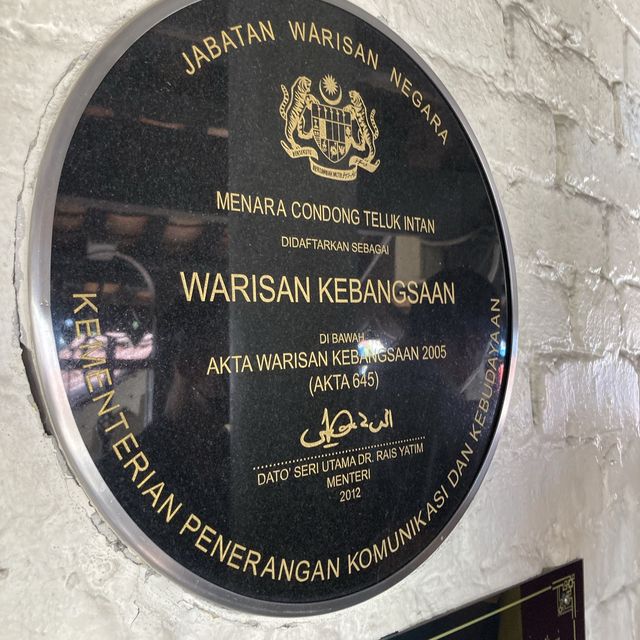 JABATAN WARISAN NEGARA
MENARA CONDONG TELUK INTAN
DIDAFTARKAN SEBAGAI
WARISAN KEBANGSAAN
DI BAWAH
AKTA WARISAN KEBANGSAAN 2005
(AKTA 645)
DATO' SERI UTAMA DR. RAIS YATIM
MENTERI
2012
KEMENTERIAN PENERANGAN KOMUNIKASI DAN KEBUDAYAAN